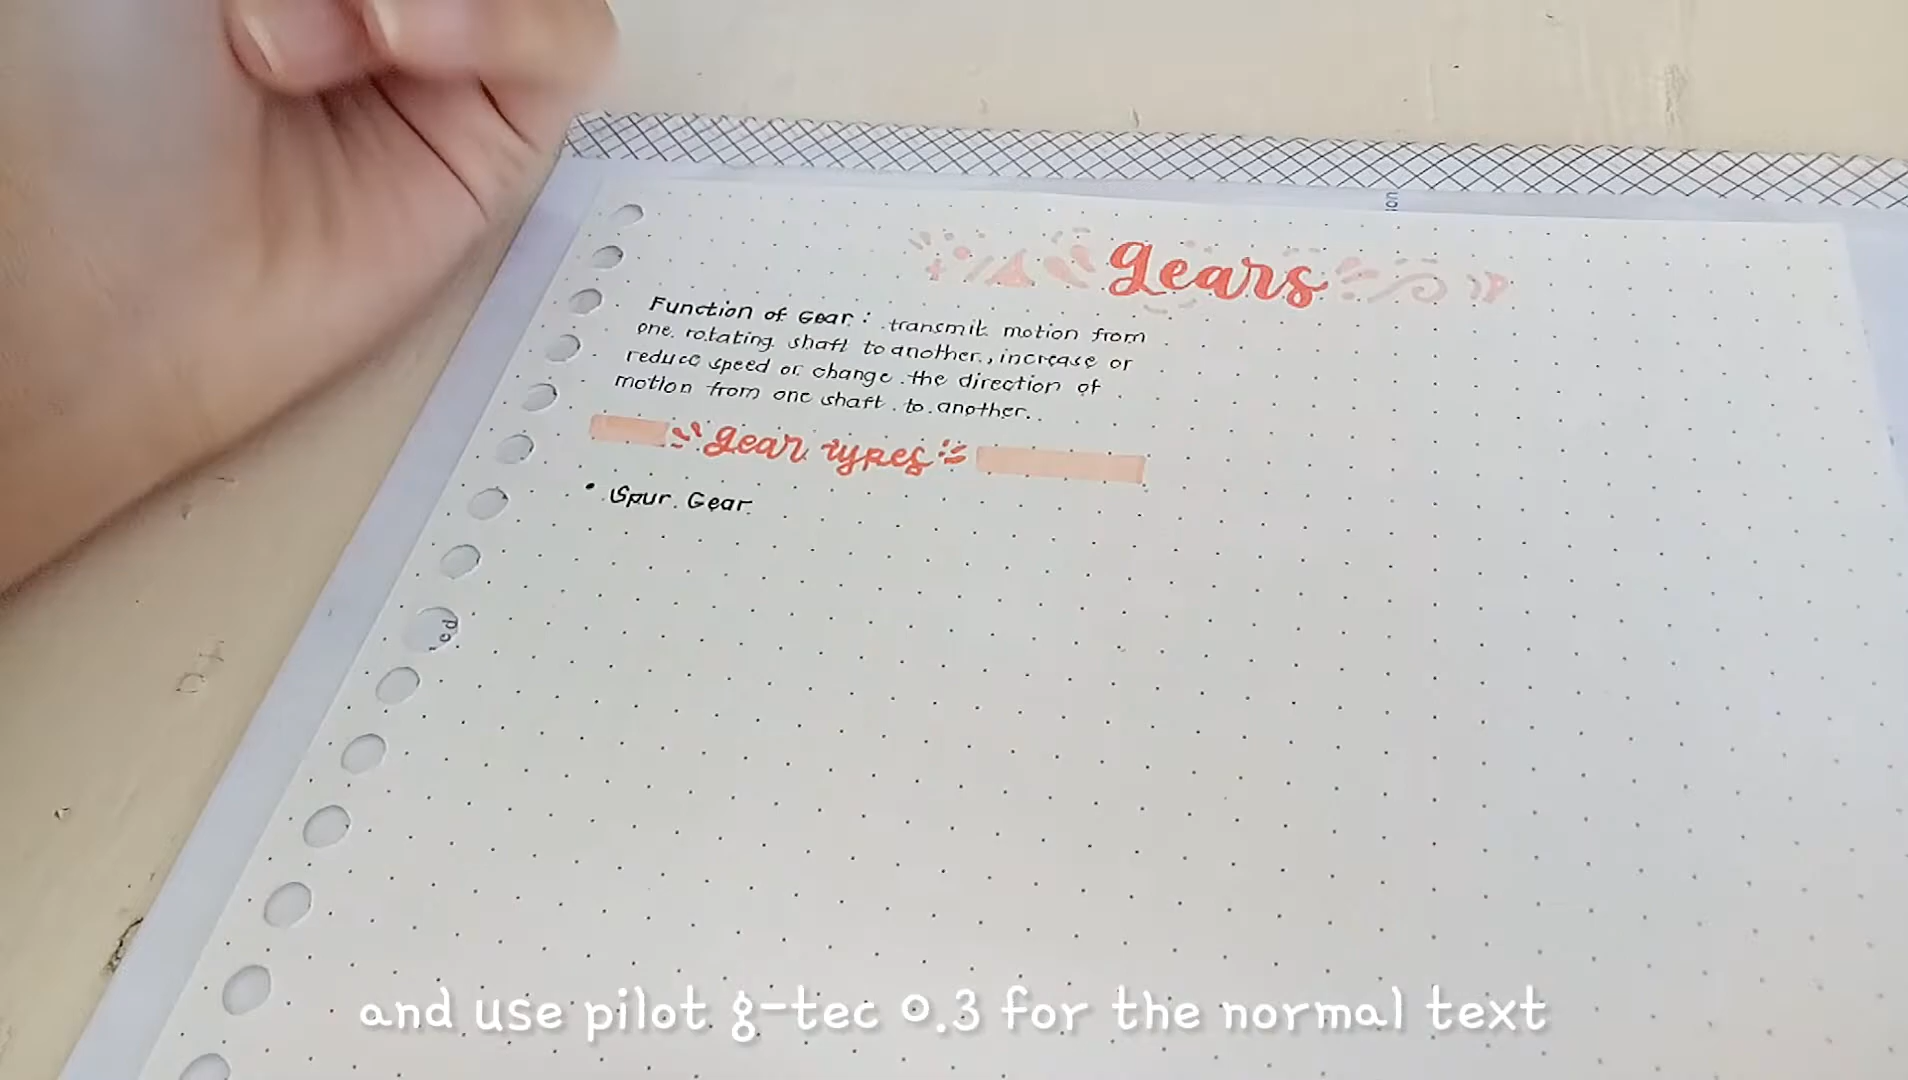 gears
Function of Gear: transmit motion from
one rotating shaft to another, increase or
reduce speed or change the direction of
motion from one shaft to another.
gear types
• Spur Gear
and use pilot g-tec 0.3 for the normal text